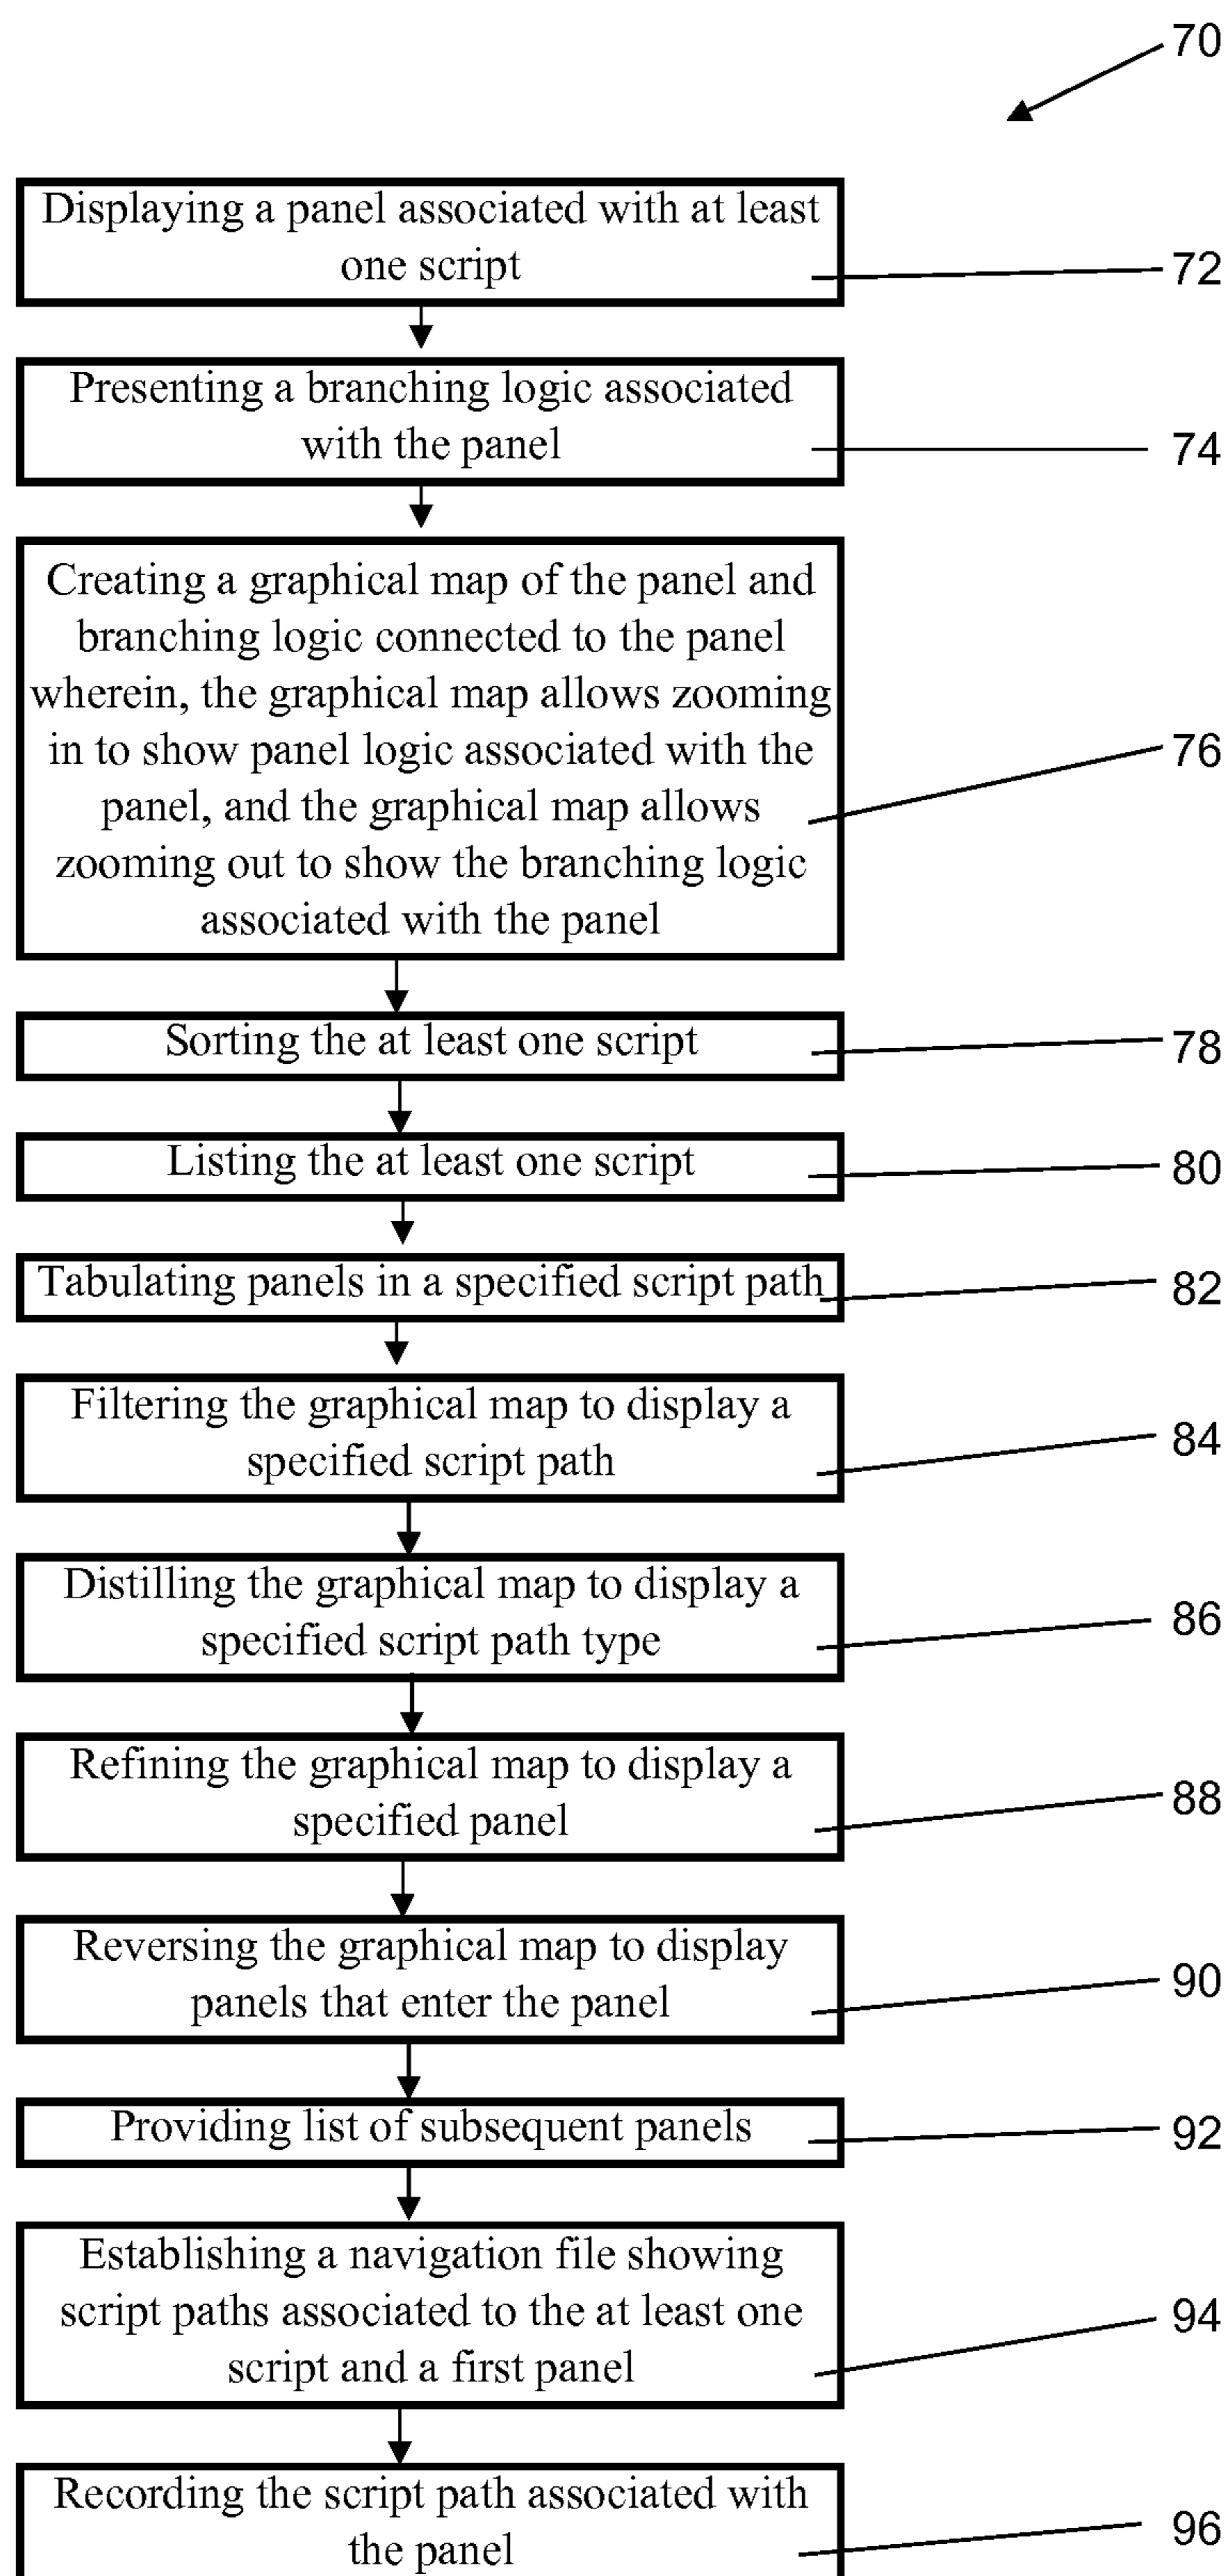 70
Displaying a panel associated with at least
one script
72
Presenting a branching logic associated
with the panel
74
Creating a graphical map of the panel and
branching logic connected to the panel
wherein, the graphical map allows zooming
in to show panel logic associated with the
panel, and the graphical map allows
zooming out to show the branching logic
associated with the panel
76
Sorting the at least one script
78
Listing the at least one script
80
Tabulating panels in a specified script path
82
Filtering the graphical map to display a
specified script path
84
Distilling the graphical map to display a
specified script path type
86
Refining the graphical map to display a
specified panel
88
Reversing the graphical map to display
panels that enter the panel
90
Providing list of subsequent panels
92
Establishing a navigation file showing
script paths associated to the at least one
script and a first panel
94
Recording the script path associated with
the panel
96